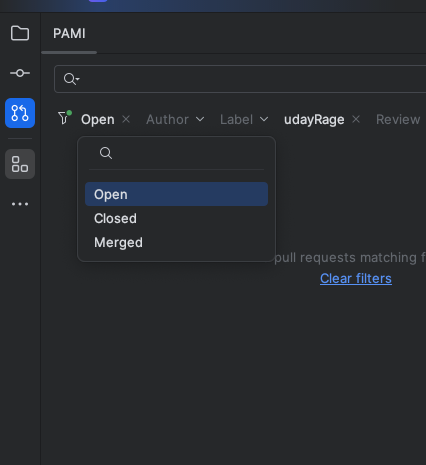 PAMI
Open Author Label udayRage Review
Open
Closed
Merged
pull requests matching f
Clear filters